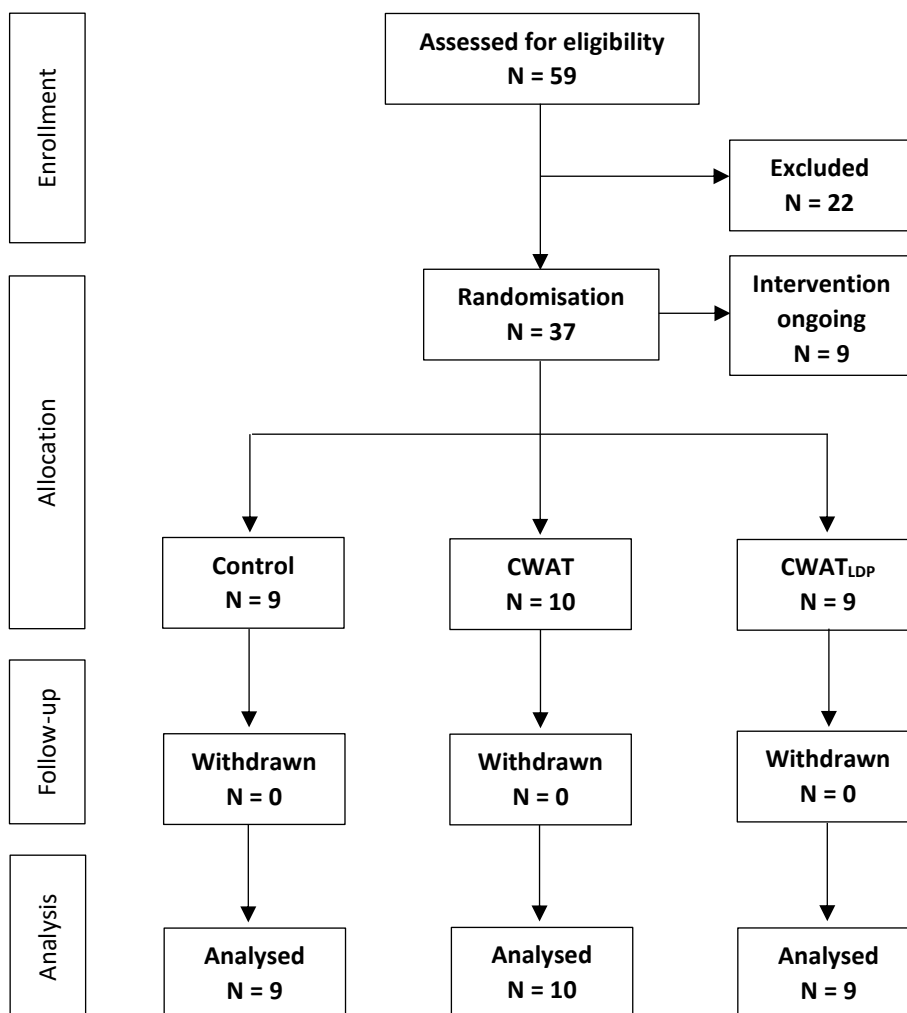 Enrollment
Assessed for eligibility
N = 59
Excluded
N = 22
Allocation
Randomisation
N = 37
Intervention
ongoing
N = 9
Control
N = 9
CWAT
N = 10
CWATLDP
N = 9
Follow-up
Withdrawn
N = 0
Withdrawn
N = 0
Withdrawn
N = 0
Analysis
Analysed
N = 9
Analysed
N = 10
Analysed
N = 9